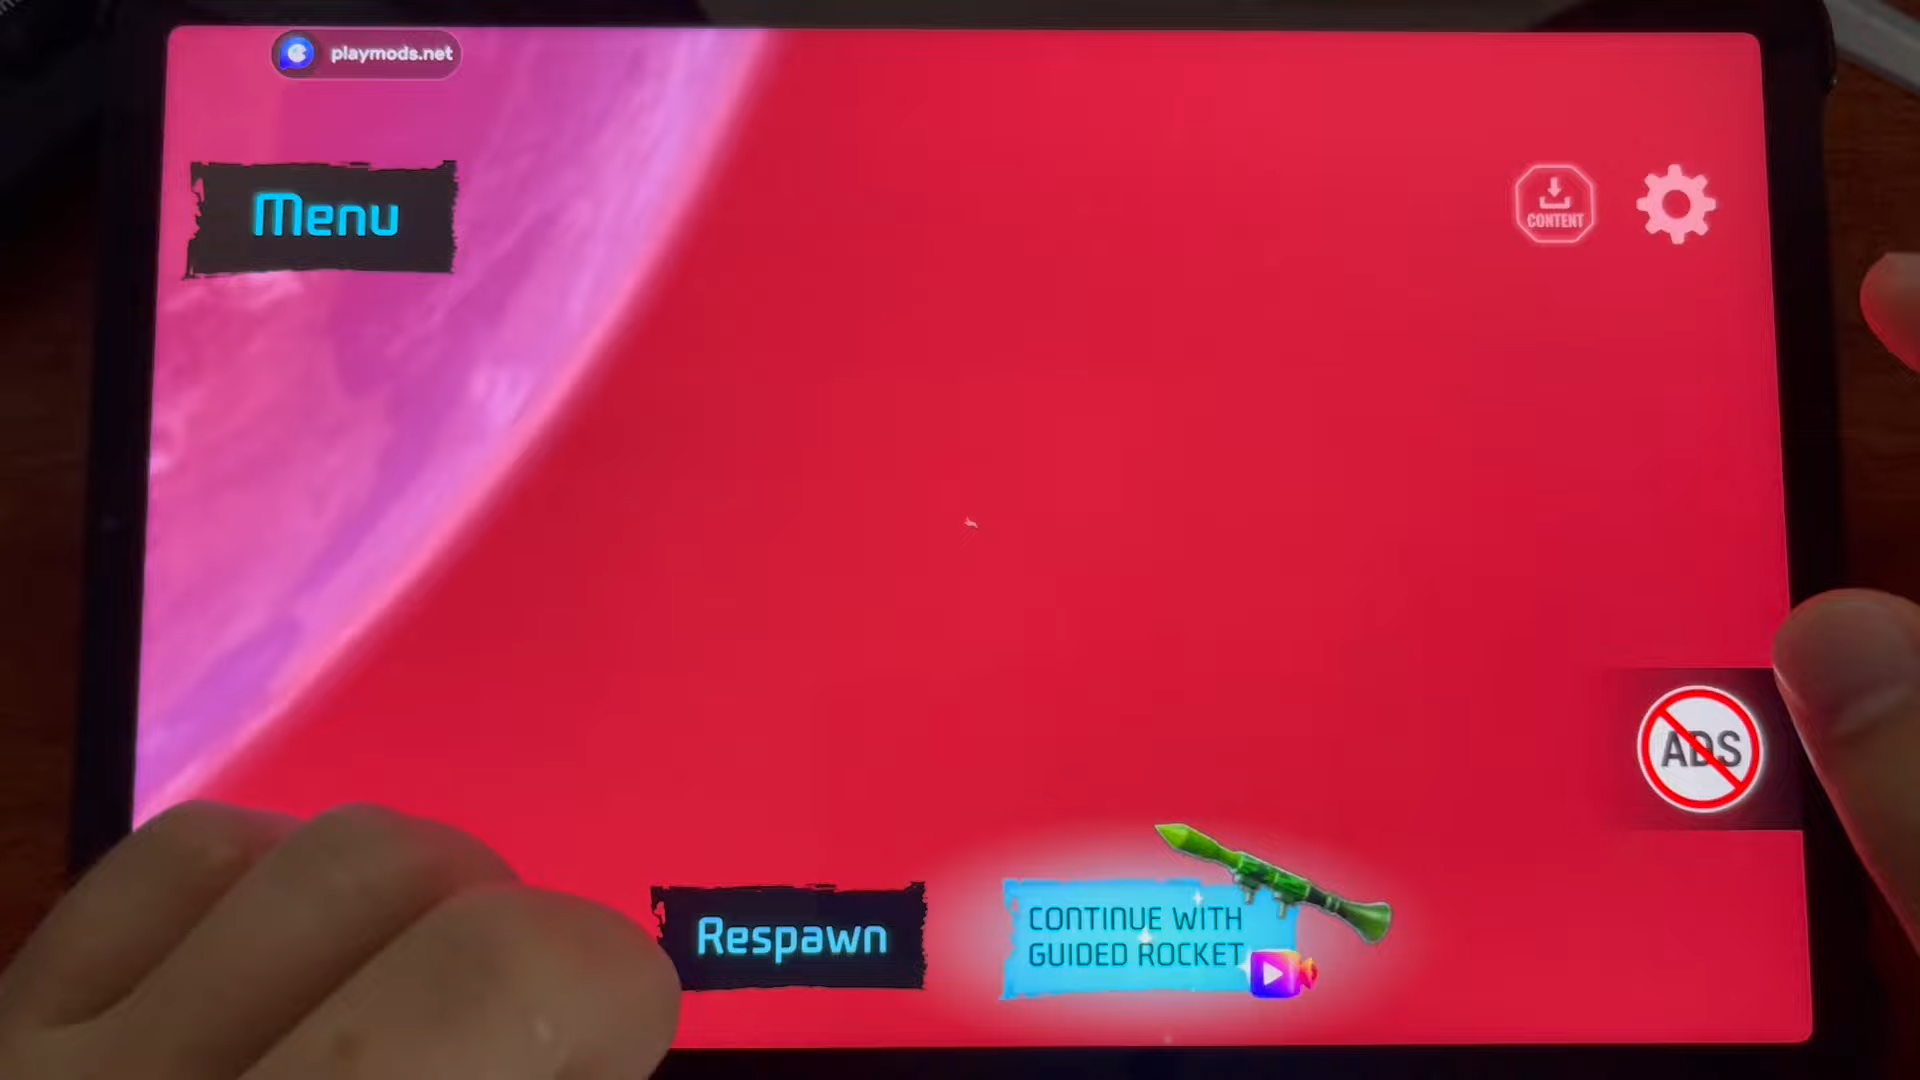 playmods.net
Menu
CONTENT
ADS
Respawn
CONTINUE WITH
GUIDED ROCKET